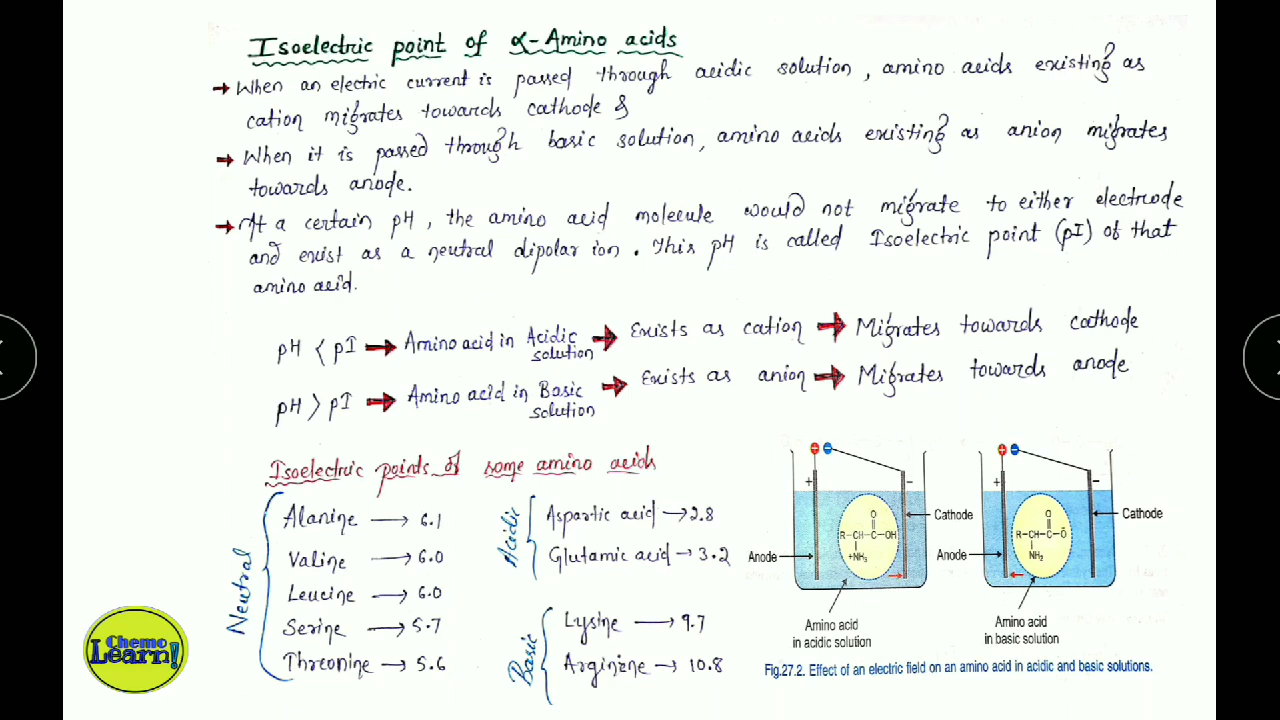 Isoelectric point of α-Amino acids
→ When an electric current is passed through acidic solution, amino acids existing as
cation migrates towards cathode &
→ When it is passed through basic solution, amino acids existing as anion migrates
towards anode.
→ At a certain pH, the amino acid molecule would not migrate to either electrode
and exist as a neutral dipolar ion. This pH is called Isoelectric point (pI) of that
amino acid.
pH < pI → Amino acid in Acidic solution → Exists as cation → Migrates towards cathode
pH > pI → Amino acid in Basic solution → Exists as anion → Migrates towards anode
Isoelectric points of some amino acids
Neutral
Alanine → 6.1
Valine → 6.0
Leucine → 6.0
Serine → 5.7
Threonine → 5.6
Acidic
Aspartic acid → 2.8
Glutamic acid → 3.2
Basic
Lysine → 9.7
Arginine → 10.8
+ −
+ −
O
R—CH—C—OH
+NH₃
Anode
Cathode
Amino acid
in acidic solution
+ −
+ −
O
R—CH—C—Ō
NH₂
Anode
Cathode
Amino acid
in basic solution
Fig.27.2. Effect of an electric field on an amino acid in acidic and basic solutions.
Chemo
Learn!